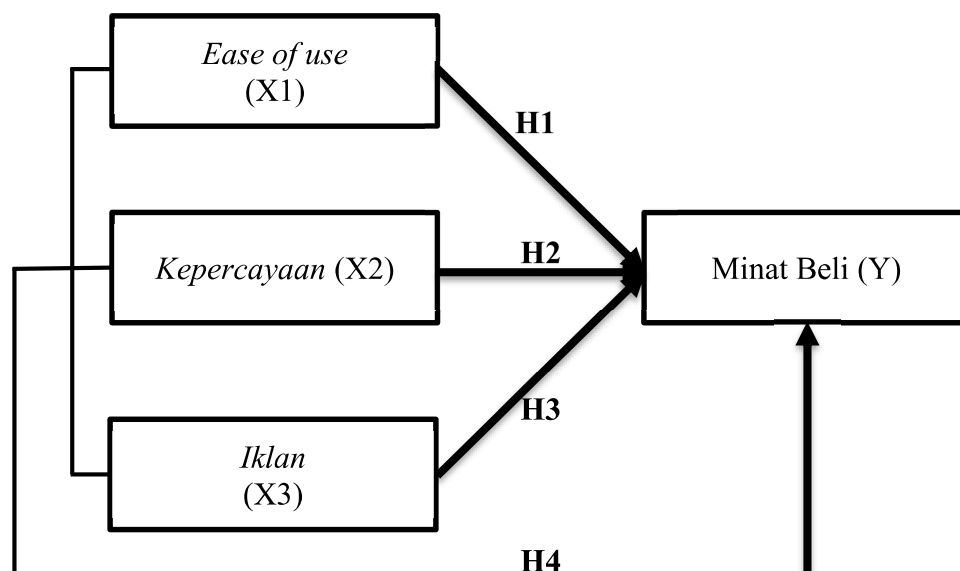 Ease of use
(X1)
H1
Kepercayaan (X2)
H2
Minat Beli (Y)
H3
Iklan
(X3)
H4